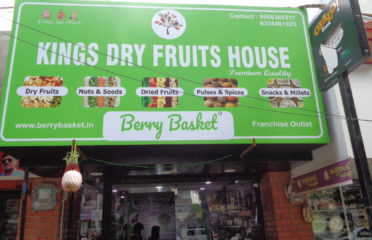 Contact : 8686366911
6304481923
KINGS DRY FRUITS HOUSE
Premium Quality
Dry Fruits
Nuts & Seeds
Dried Fruits
Pulses & Spices
Snacks & Millets
www.berrybasket.in
Berry Basket
Franchise Outlet